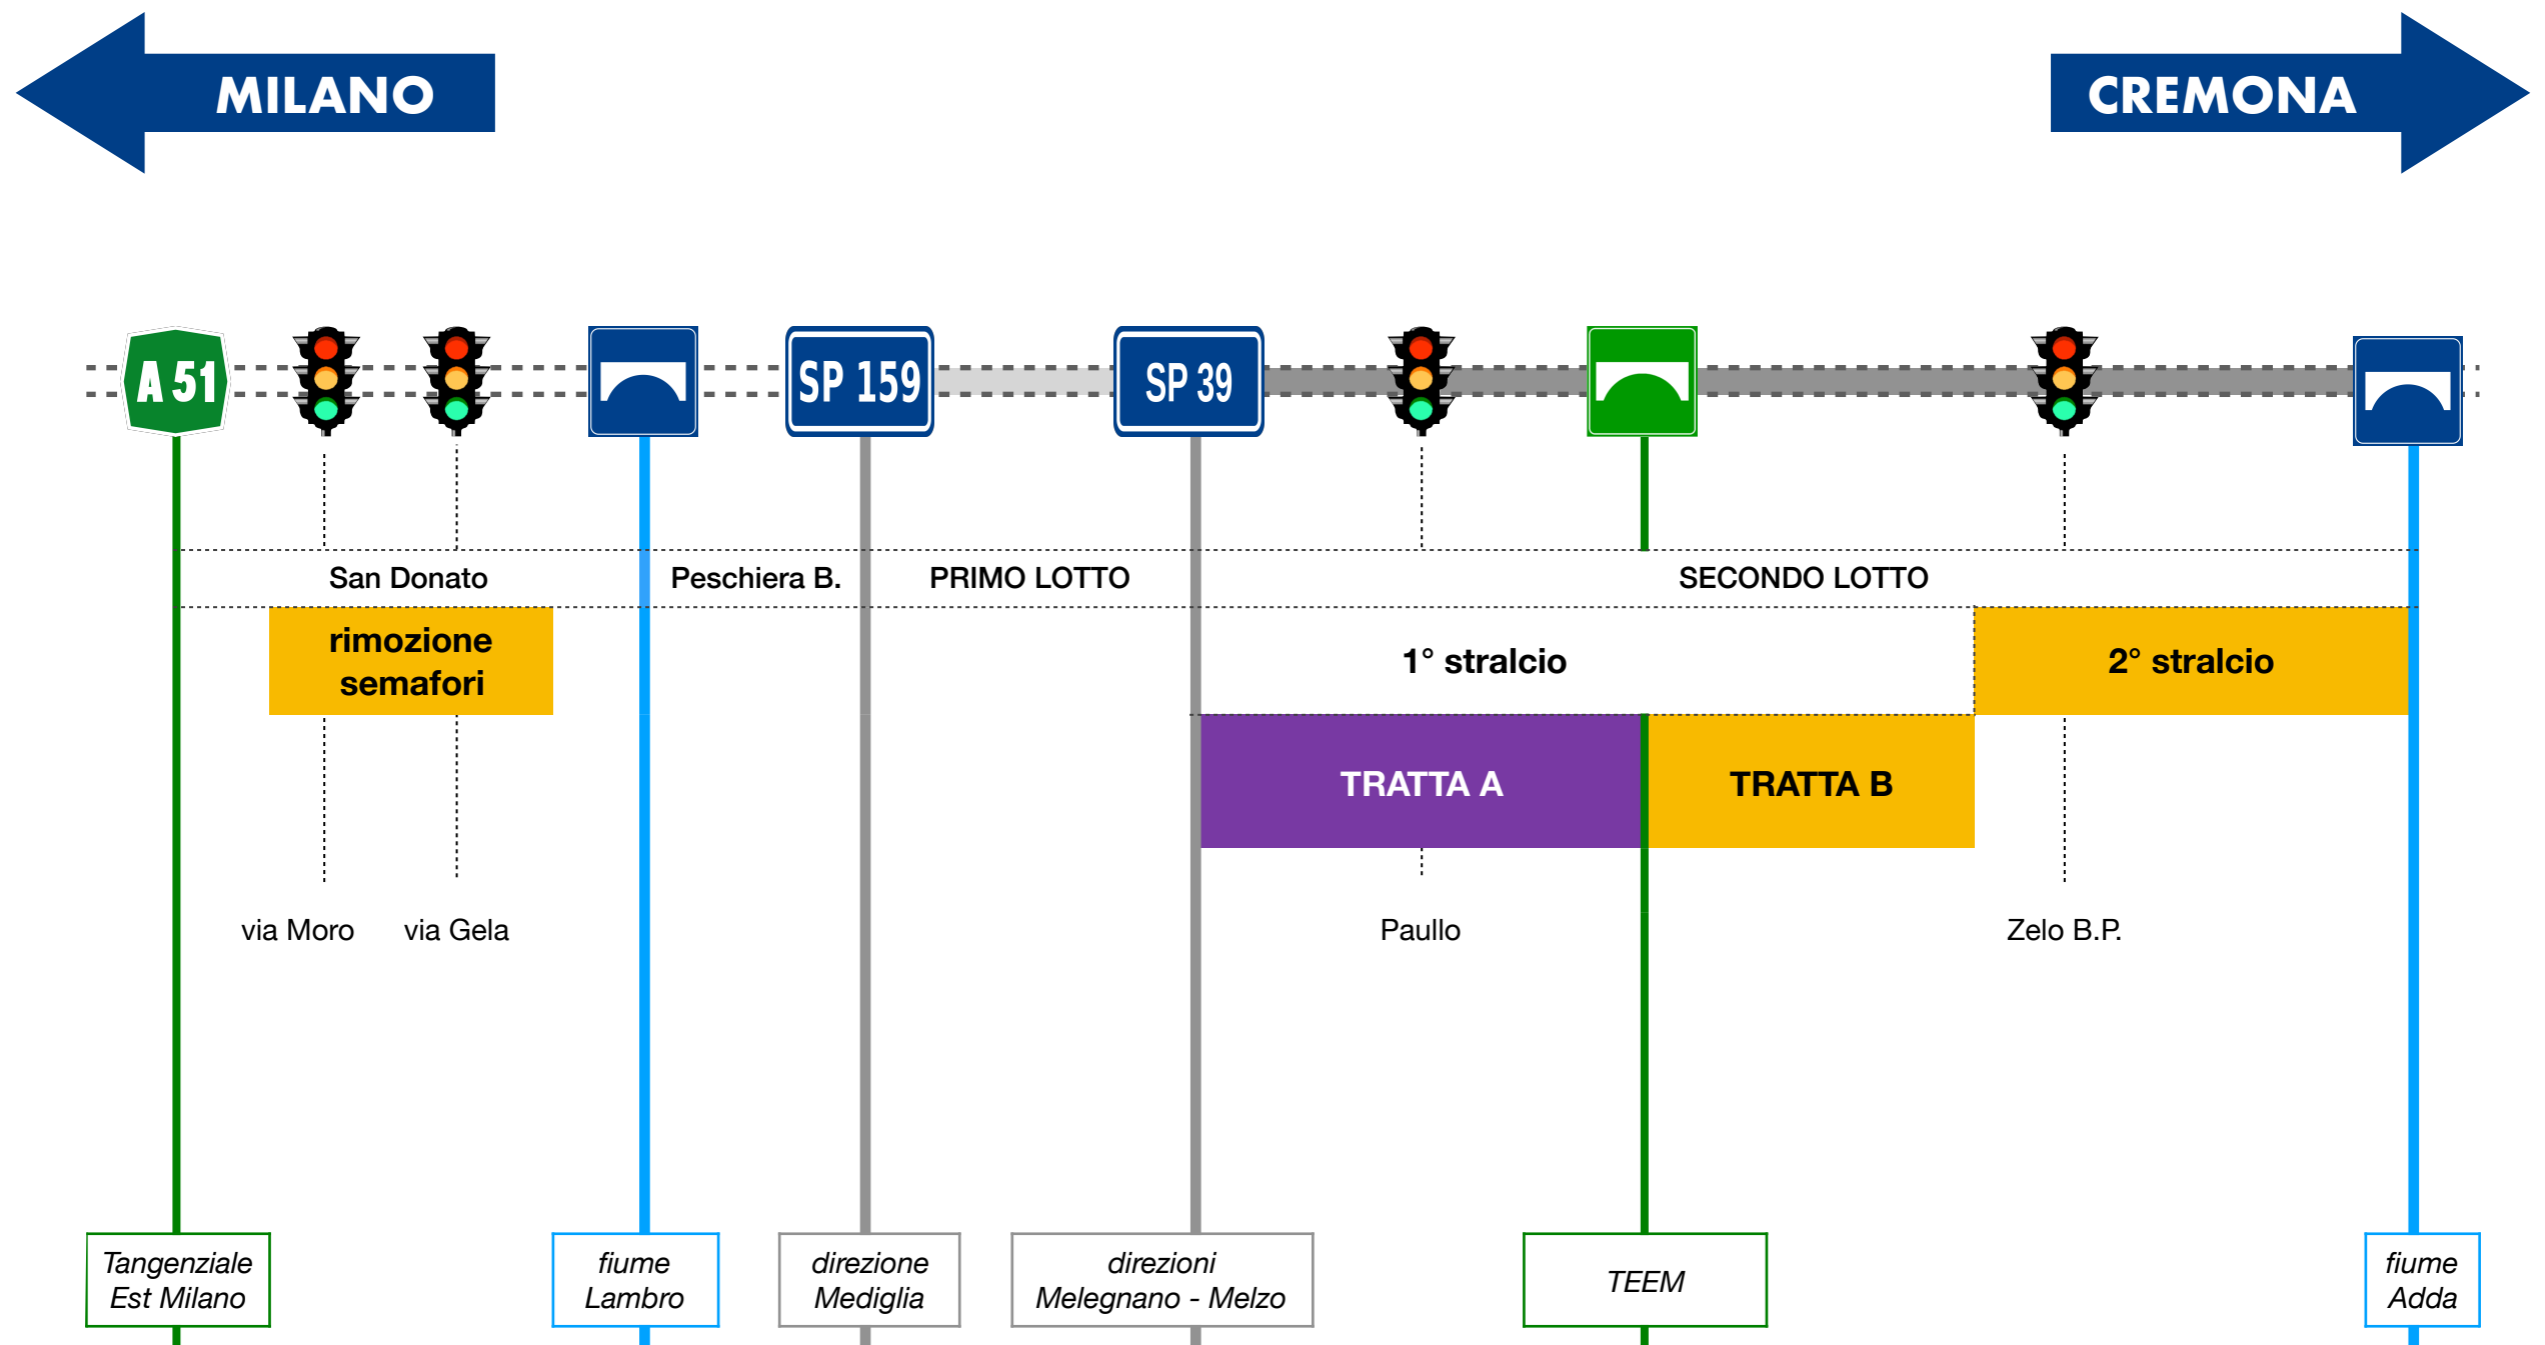 MILANO
CREMONA
A 51
SP 159
SP 39
San Donato
Peschiera B.
PRIMO LOTTO
SECONDO LOTTO
rimozione
semafori
1° stralcio
2° stralcio
TRATTA A
TRATTA B
via Moro
via Gela
Paullo
Zelo B.P.
Tangenziale
Est Milano
fiume
Lambro
direzione
Mediglia
direzioni
Melegnano - Melzo
TEEM
fiume
Adda